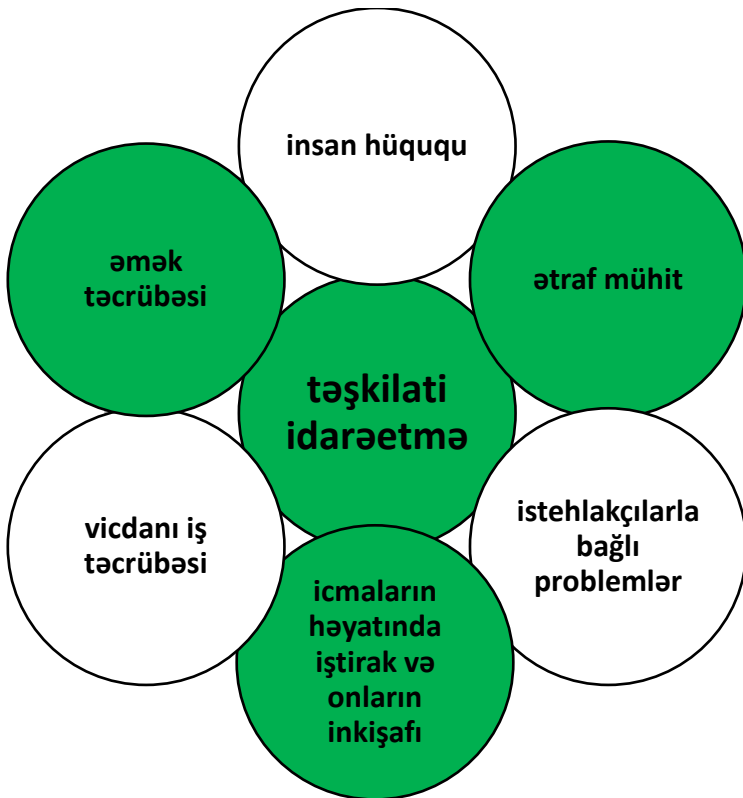 insan hüququ
əmək
təcrübəsi
ətraf mühit
təşkilati
idarəetmə
vicdanı iş
təcrübəsi
istehlakçılarla
bağlı
problemlər
icmaların
həyatında
iştirak və
onların
inkişafı